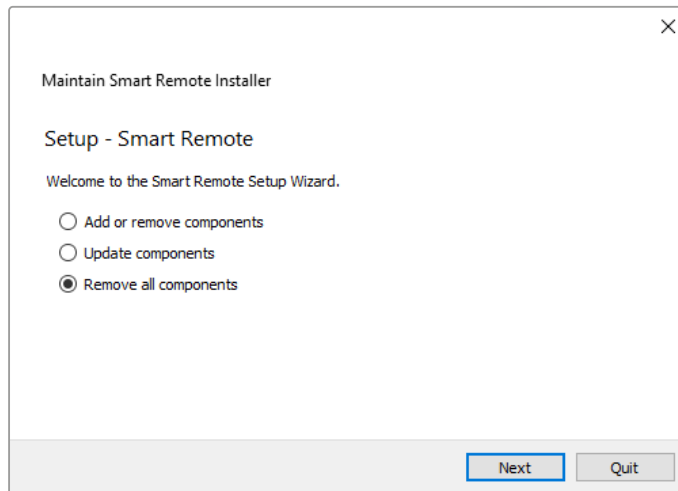 Maintain Smart Remote Installer
Setup - Smart Remote
Welcome to the Smart Remote Setup Wizard.
Add or remove components
Update components
Remove all components
Next
Quit